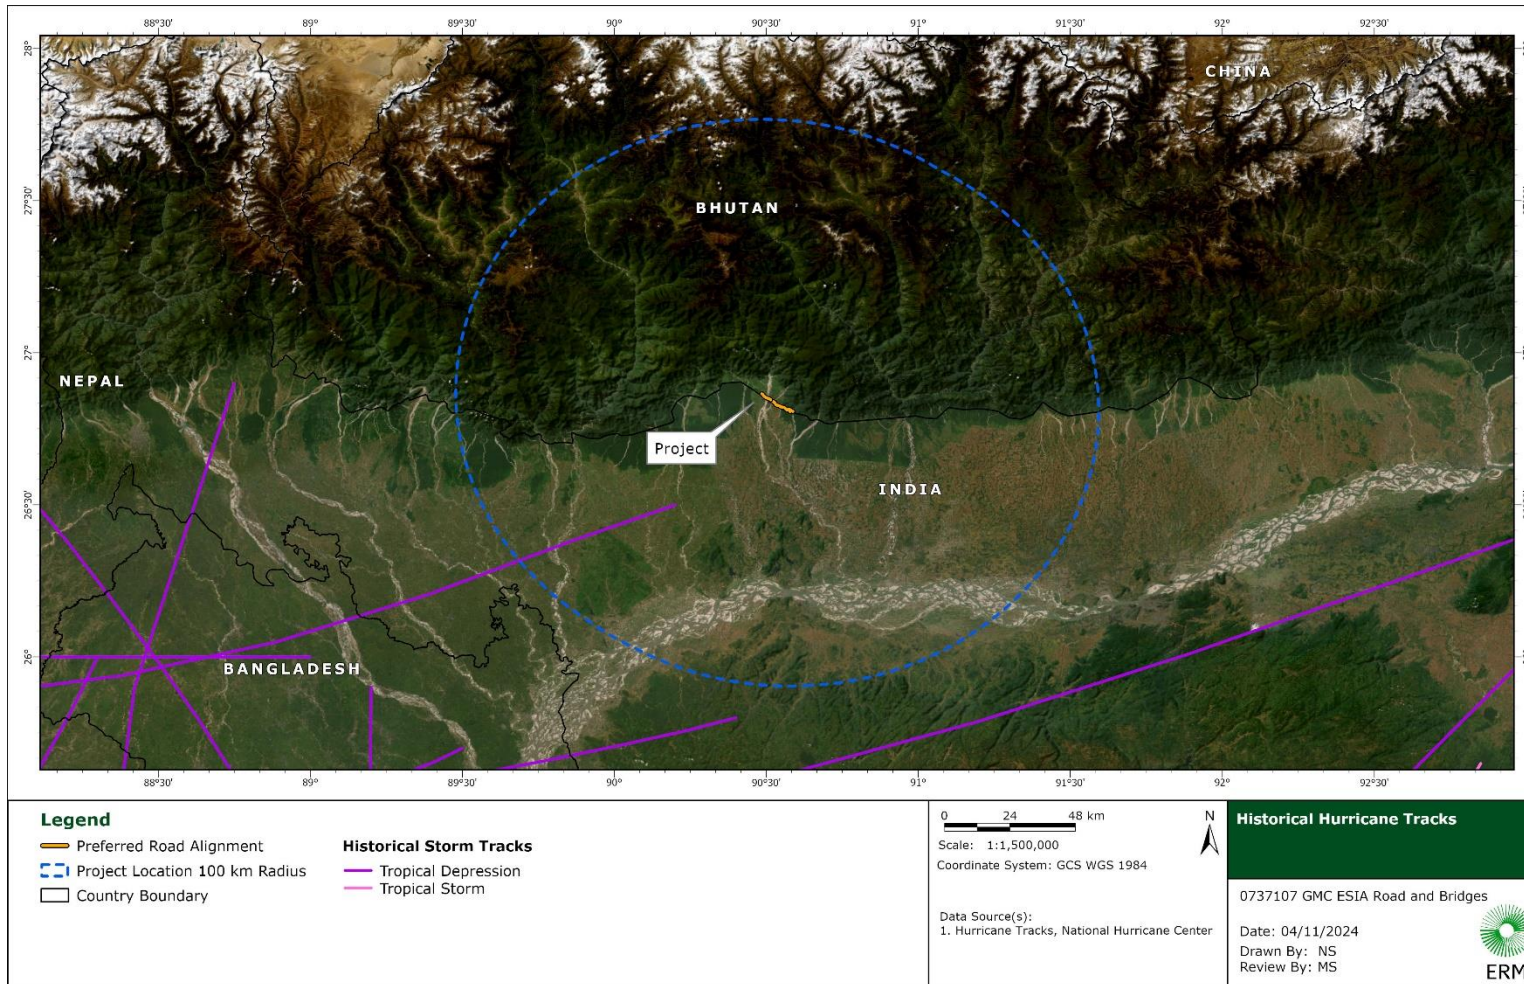 88°30' 89° 89°30' 90° 90°30' 91° 91°30' 92° 92°30'
28°
CHINA
27°30'
BHUTAN
27°
NEPAL
Project
INDIA
26°30'
26°
BANGLADESH
88°30' 89° 89°30' 90° 90°30' 91° 91°30' 92° 92°30'
Legend
Preferred Road Alignment
Project Location 100 km Radius
Country Boundary
Historical Storm Tracks
Tropical Depression
Tropical Storm
0 24 48 km
N
Scale: 1:1,500,000
Coordinate System: GCS WGS 1984
Data Source(s):
1. Hurricane Tracks, National Hurricane Center
Historical Hurricane Tracks
0737107 GMC ESIA Road and Bridges
Date: 04/11/2024
Drawn By: NS
Review By: MS
ERM